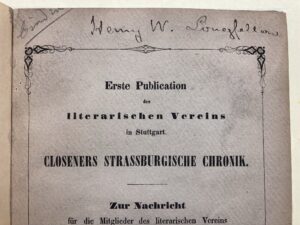 Henry W. Longfellow
Erste Publication
des
literarischen Vereins
in Stuttgart.
CLOSENERS STRASSBURGISCHE CHRONIK.
Zur Nachricht
für die Mitglieder des literarischen Vereins